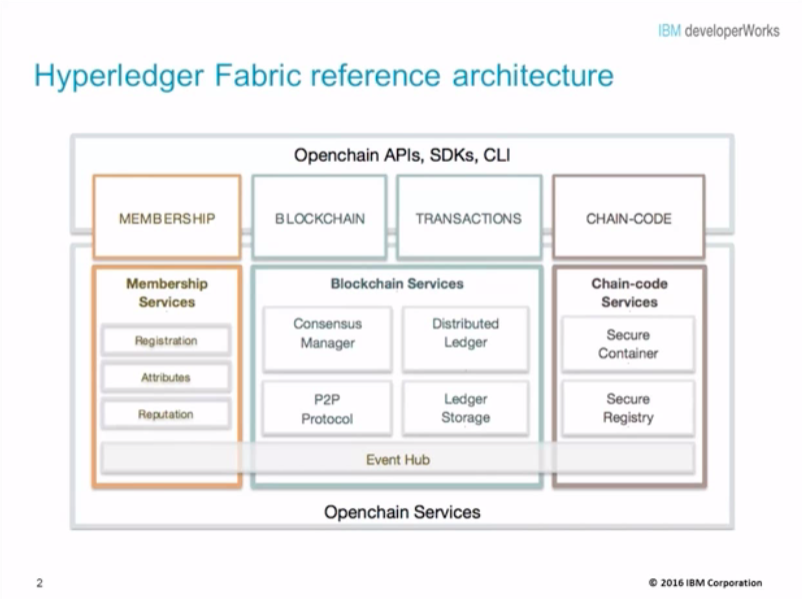 IBM developerWorks
Hyperledger Fabric reference architecture
Openchain APIs, SDKs, CLI
MEMBERSHIP
BLOCKCHAIN
TRANSACTIONS
CHAIN-CODE
Membership
Services
Registration
Attributes
Reputation
Blockchain Services
Consensus
Manager
Distributed
Ledger
P2P
Protocol
Ledger
Storage
Chain-code
Services
Secure
Container
Secure
Registry
Event Hub
Openchain Services
2
© 2016 IBM Corporation